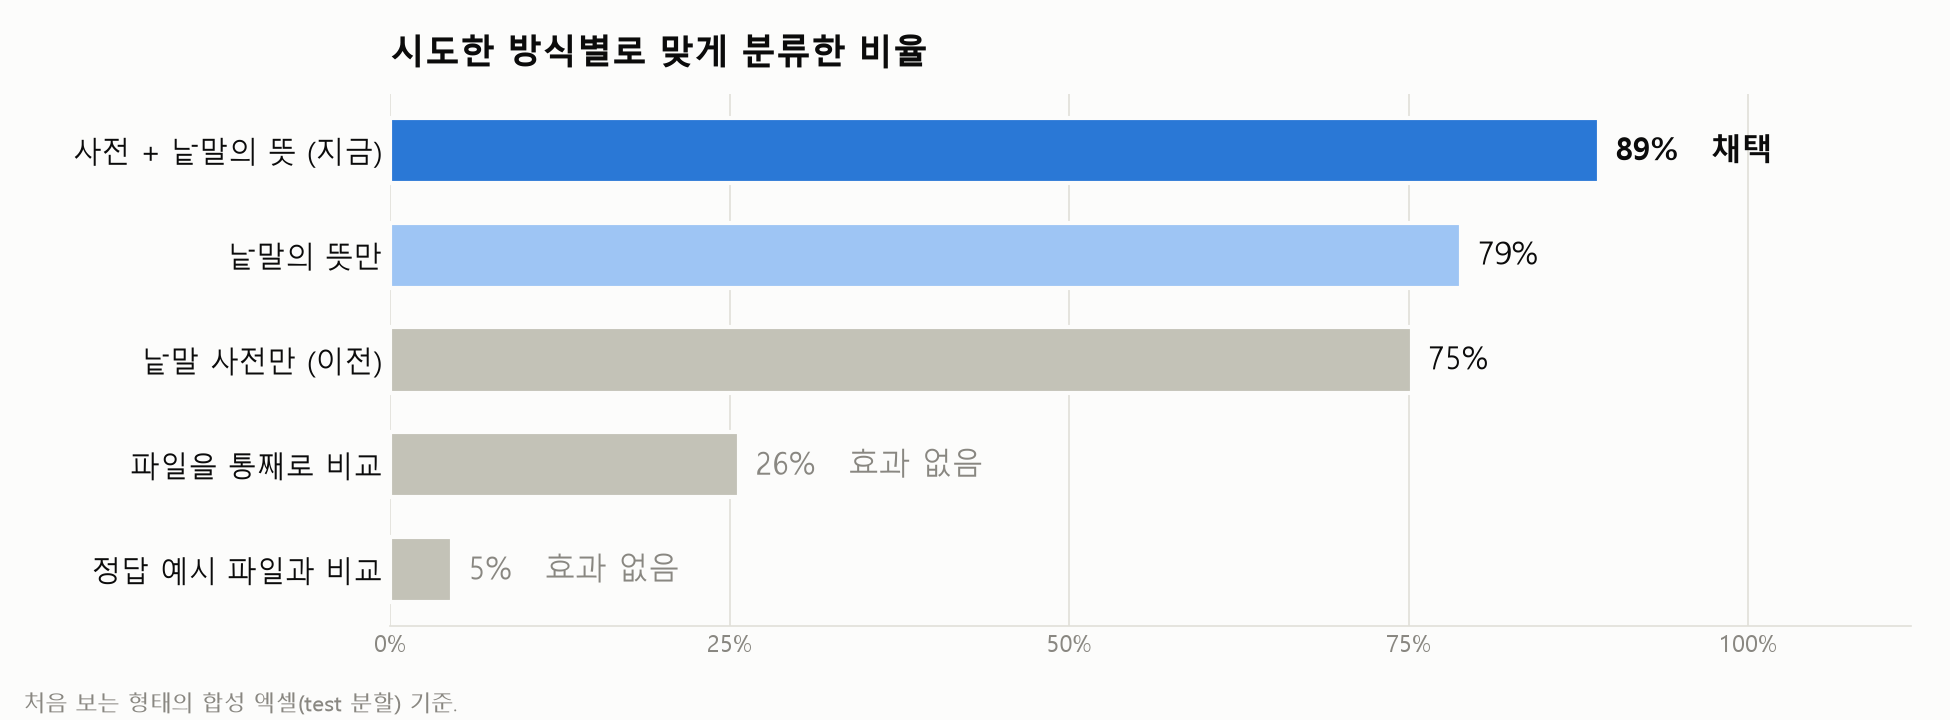 시도한 방식별로 맞게 분류한 비율
사전 + 낱말의 뜻 (지금) 89% 채택
낱말의 뜻만 79%
낱말 사전만 (이전) 75%
파일을 통째로 비교 26% 효과 없음
정답 예시 파일과 비교 5% 효과 없음
0% 25% 50% 75% 100%
처음 보는 형태의 합성 엑셀(test 분할) 기준.